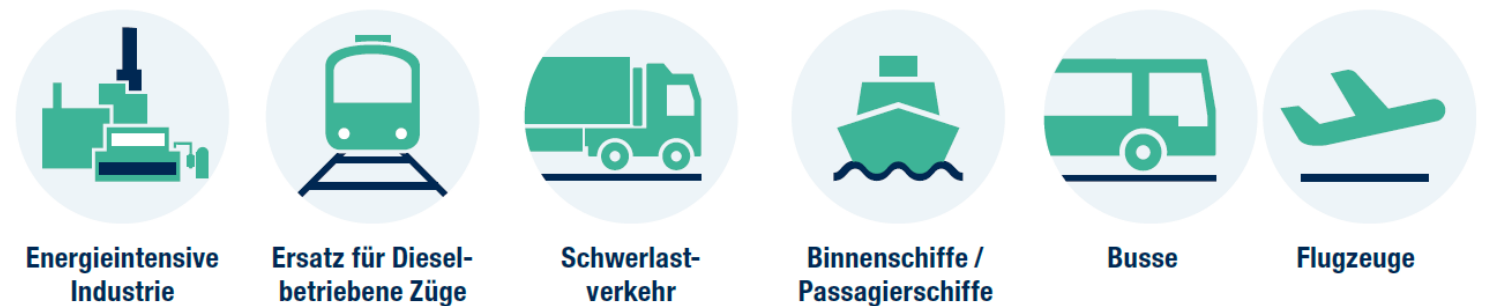 Energieintensive
Industrie
Ersatz für Diesel-
betriebene Züge
Schwerlast-
verkehr
Binnenschiffe /
Passagierschiffe
Busse
Flugzeuge